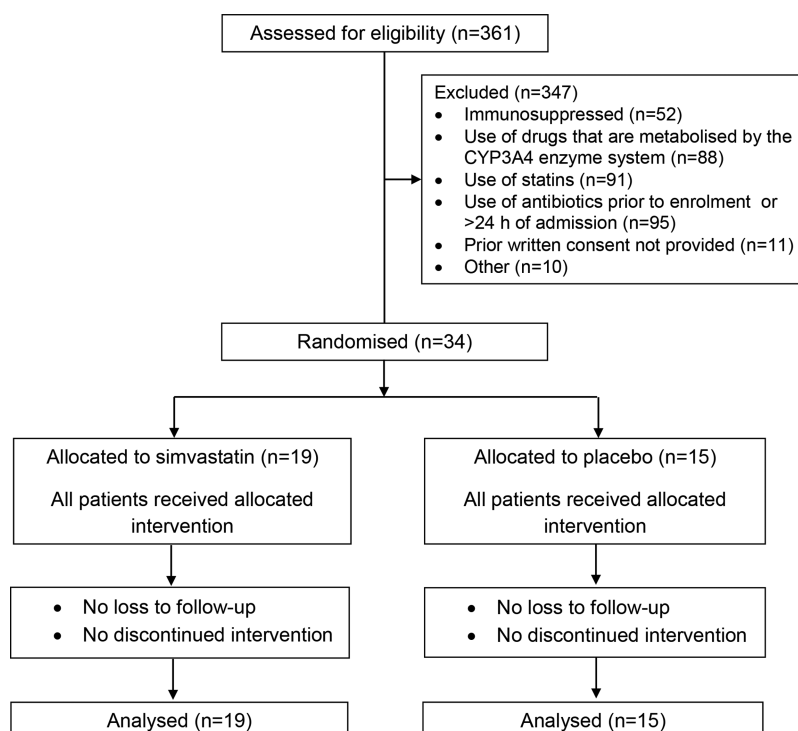 Assessed for eligibility (n=361)
Excluded (n=347)
• Immunosuppressed (n=52)
• Use of drugs that are metabolised by the
CYP3A4 enzyme system (n=88)
• Use of statins (n=91)
• Use of antibiotics prior to enrolment or
>24 h of admission (n=95)
• Prior written consent not provided (n=11)
• Other (n=10)
Randomised (n=34)
Allocated to simvastatin (n=19)
All patients received allocated
intervention
Allocated to placebo (n=15)
All patients received allocated
intervention
• No loss to follow-up
• No discontinued intervention
• No loss to follow-up
• No discontinued intervention
Analysed (n=19)
Analysed (n=15)